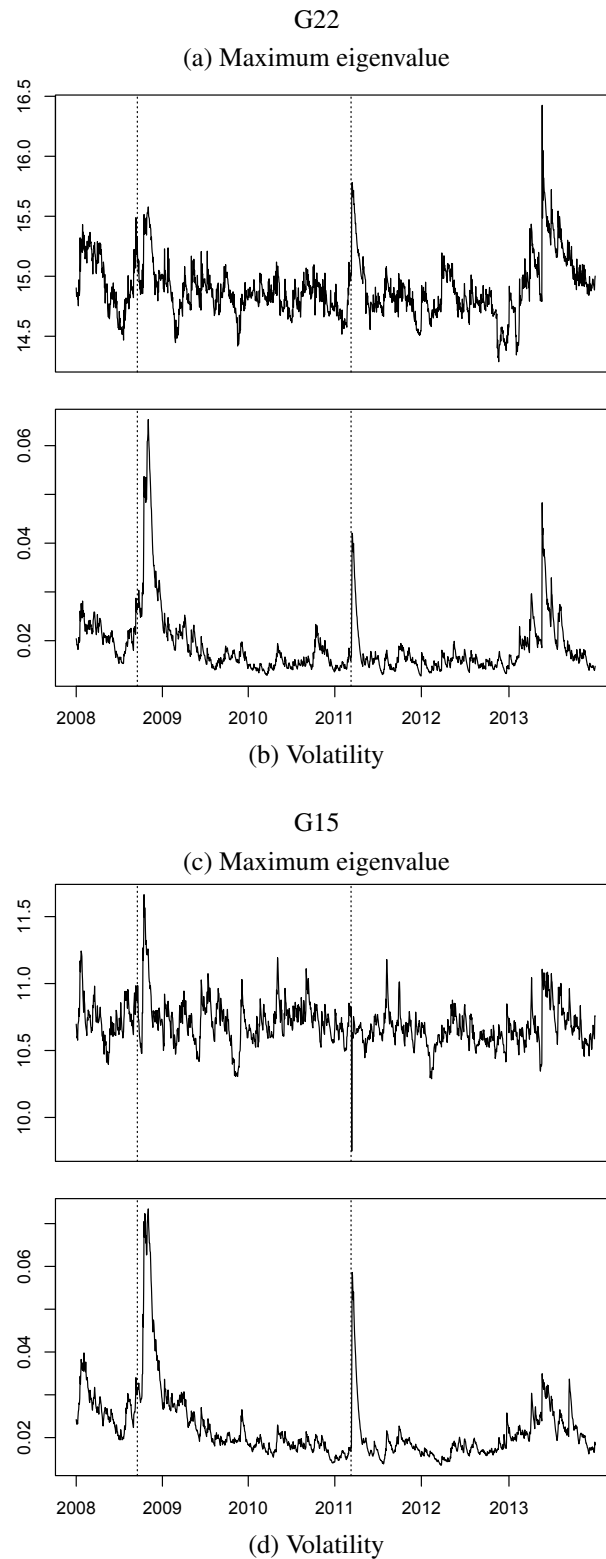 G22
(a) Maximum eigenvalue
16.5
16.0
15.5
15.0
14.5
0.06
0.04
0.02
2008 2009 2010 2011 2012 2013
(b) Volatility
G15
(c) Maximum eigenvalue
11.5
11.0
10.5
10.0
0.06
0.04
0.02
2008 2009 2010 2011 2012 2013
(d) Volatility